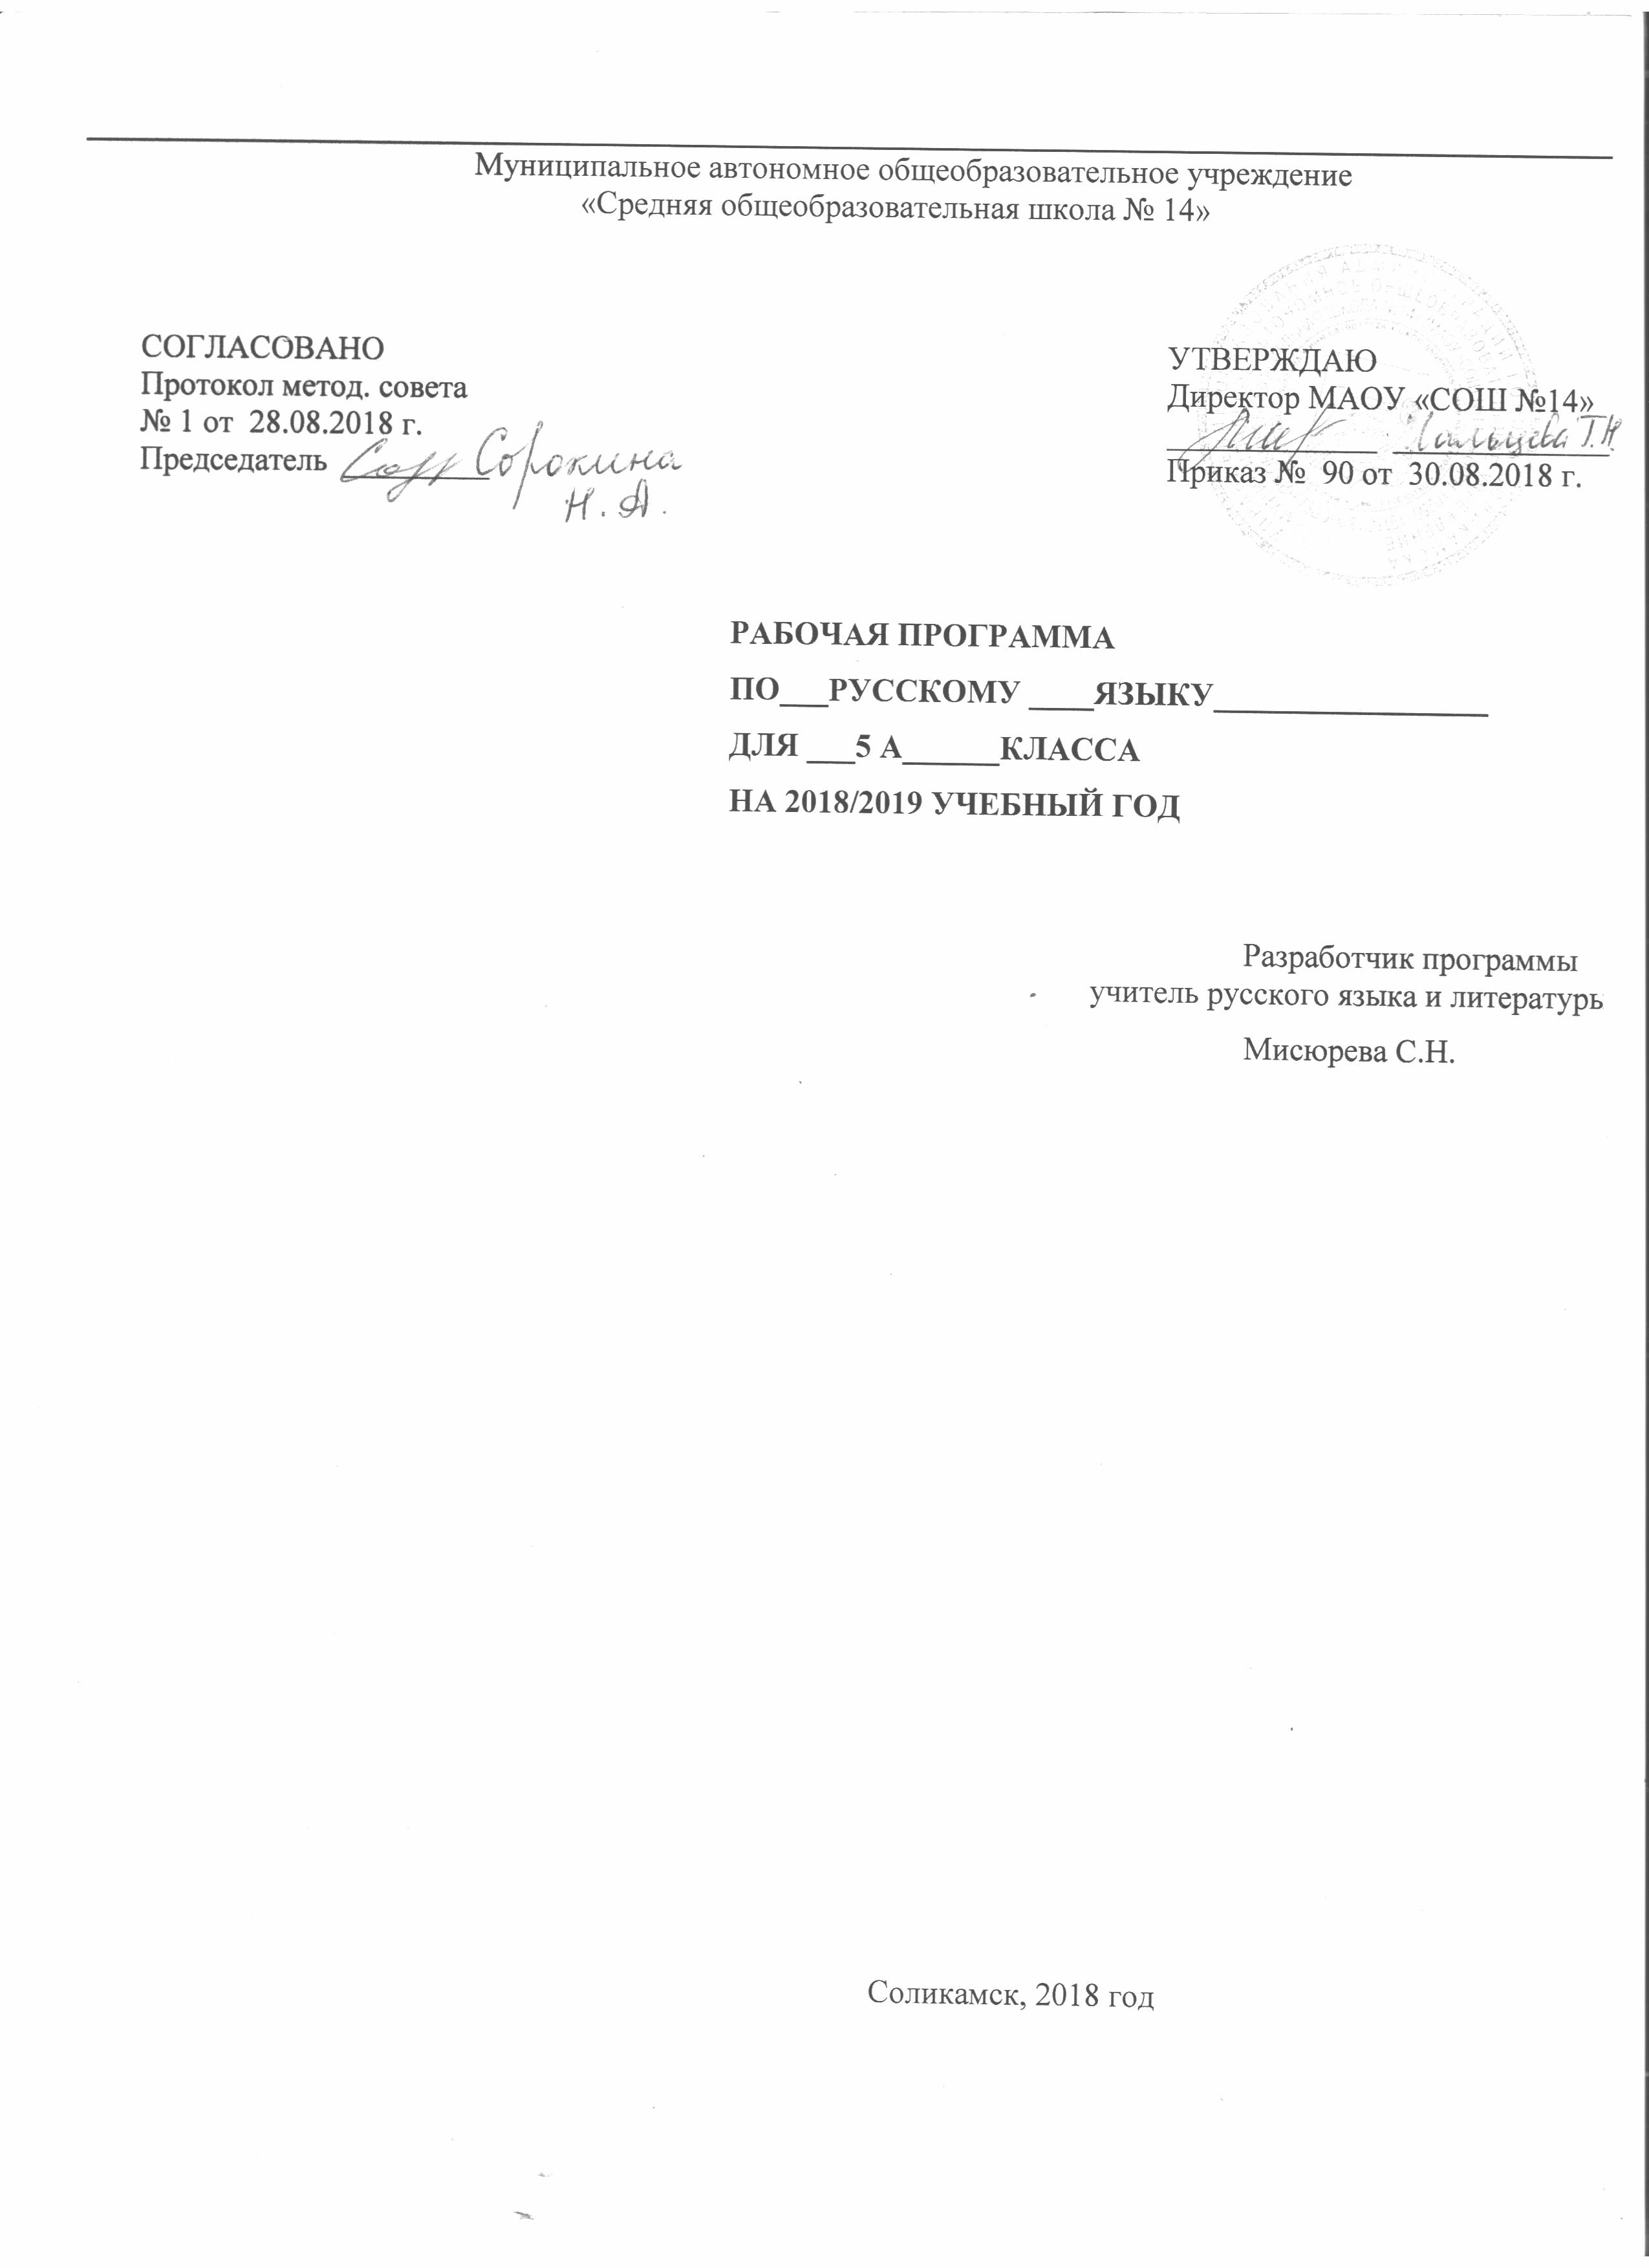 Муниципальное автономное общеобразовательное учреждение
«Средняя общеобразовательная школа № 14»
СОГЛАСОВАНО
Протокол метод. совета
№ 1 от 28.08.2018 г.
Председатель Сорокина
Н.А.
УТВЕРЖДАЮ
Директор МАОУ «СОШ №14»
Т.Н
Приказ № 90 от 30.08.2018 г.
РАБОЧАЯ ПРОГРАММА
ПО___РУССКОМУ ____ЯЗЫКУ_________________
ДЛЯ ___5 А______КЛАССА
НА 2018/2019 УЧЕБНЫЙ ГОД
Разработчик программы
учитель русского языка и литературь
Мисюрева С.Н.
Соликамск, 2018 год